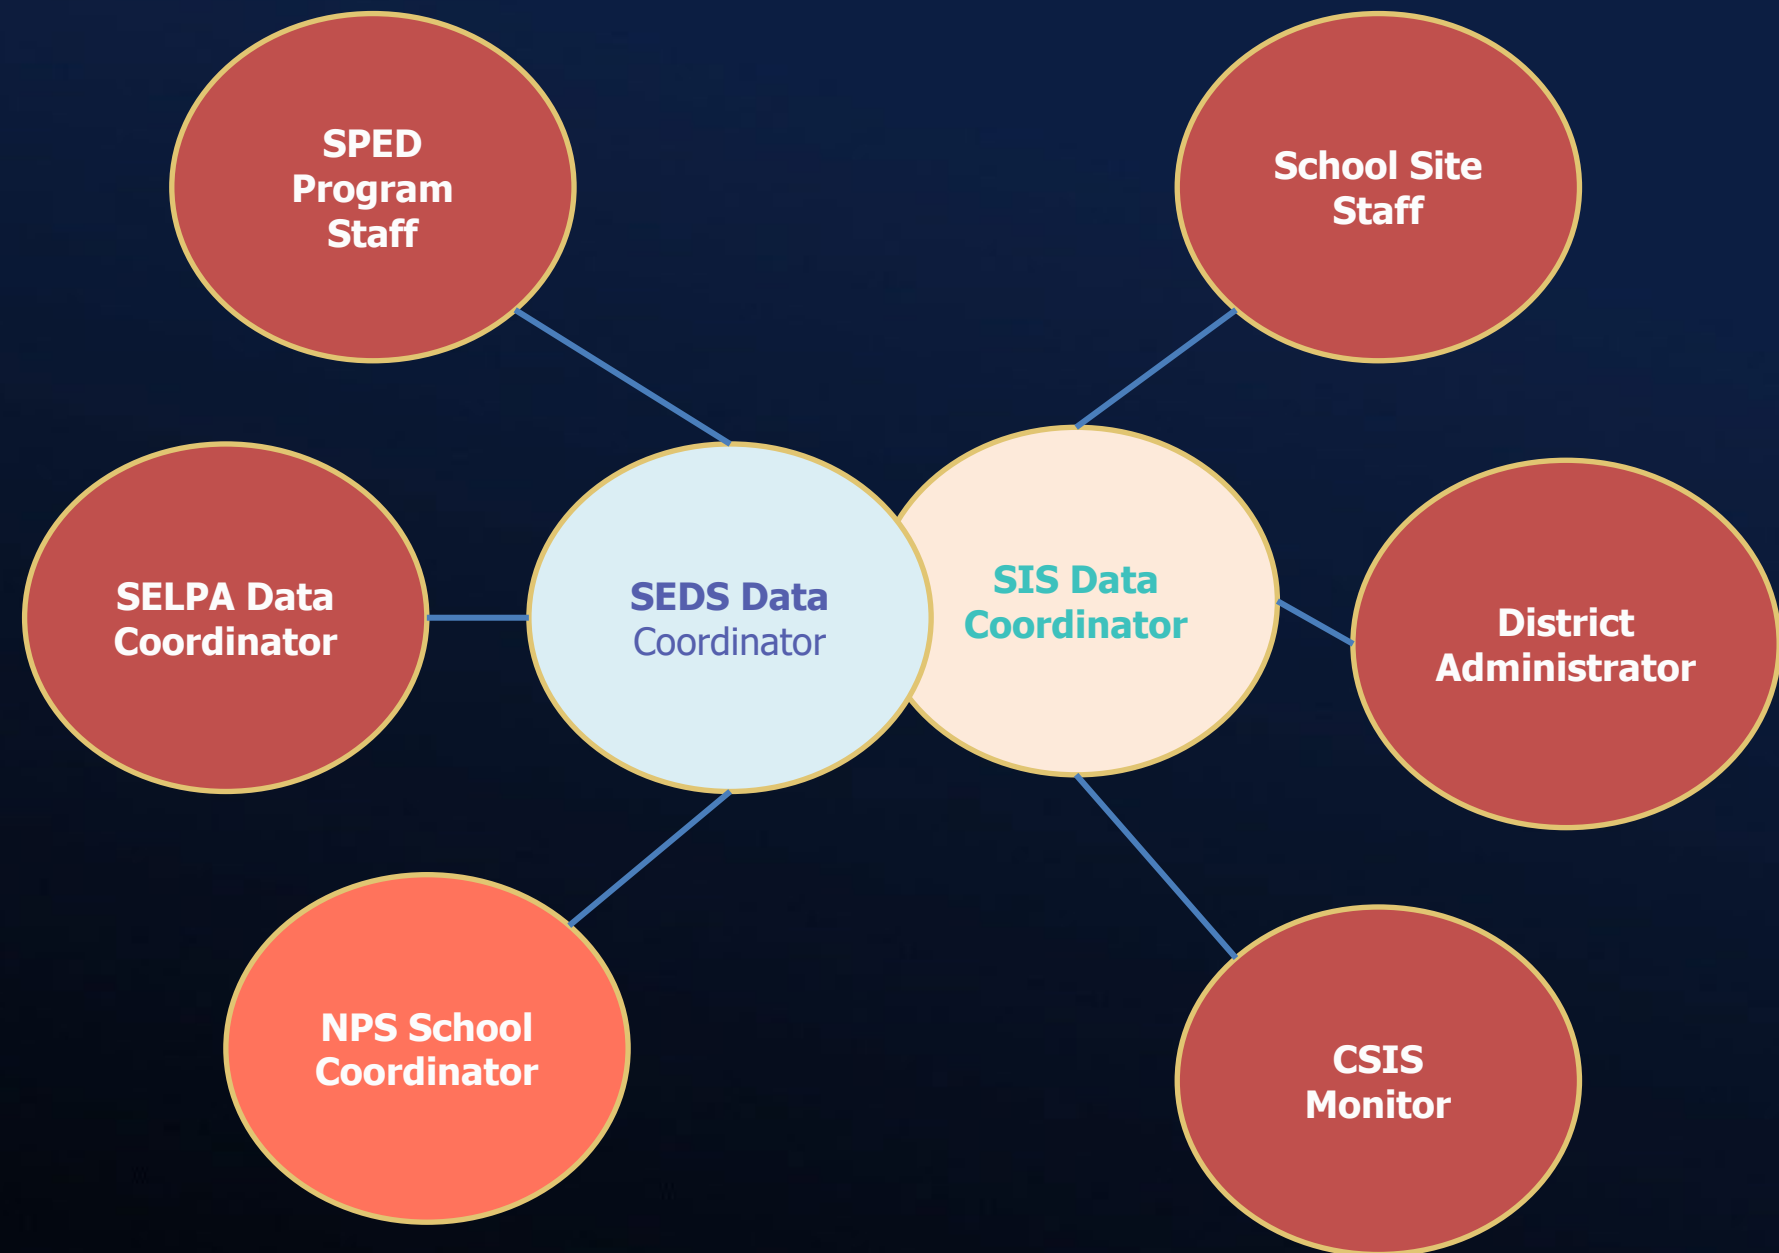 SPED
Program
Staff
School Site
Staff
SELPA Data
Coordinator
SEDS Data
Coordinator
SIS Data
Coordinator
District
Administrator
NPS School
Coordinator
CSIS
Monitor